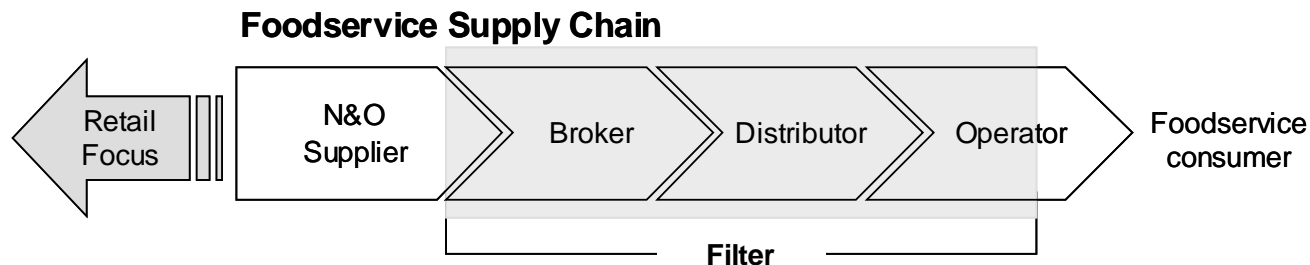 Foodservice Supply Chain
Retail
Focus
N&O
Supplier
Broker
Distributor
Operator
Foodservice
consumer
Filter